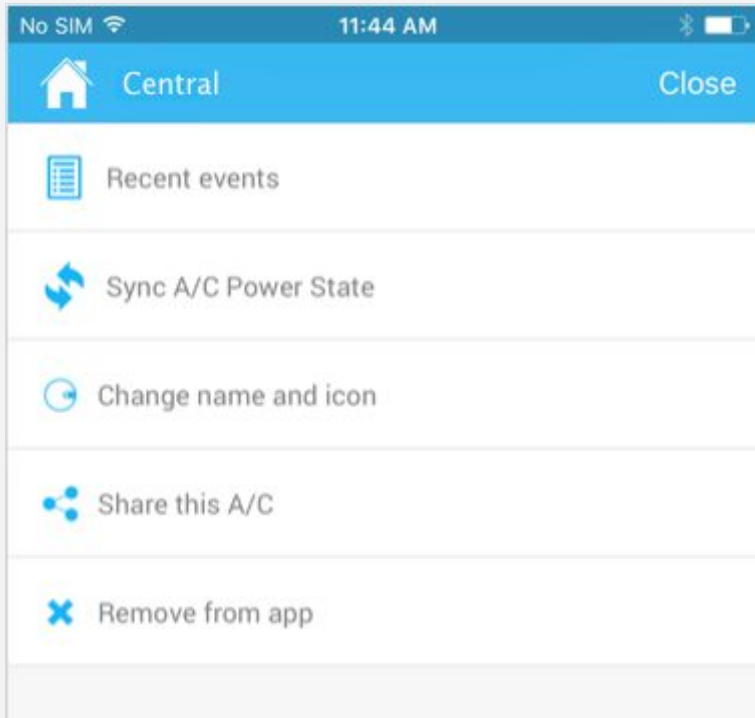 No SIM 11:44 AM
Central Close
Recent events
Sync A/C Power State
Change name and icon
Share this A/C
Remove from app